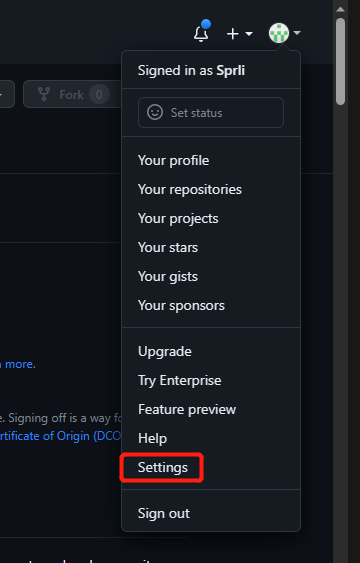 Signed in as Sprli
Fork 0
Set status
Your profile
Your repositories
Your projects
Your stars
Your gists
Your sponsors
Upgrade
more.
Try Enterprise
Feature preview
e. Signing off is a way fo
Certificate of Origin (DCO
Help
Settings
Sign out